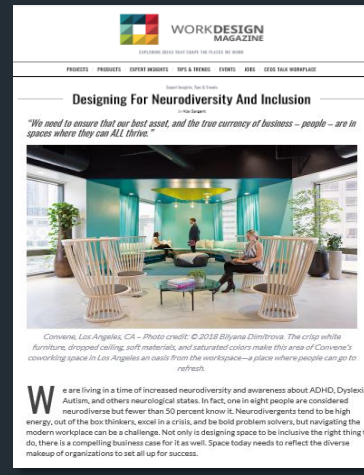 WORKDESIGN
MAGAZINE
EXPLORING IDEAS THAT SHAPE THE PLACES WE WORK
PROJECTS PRODUCTS EXPERT INSIGHTS TIPS & TRENDS EVENTS JOBS CEOS TALK WORKPLACE
Expert Insights, Tips & Trends
Designing For Neurodiversity And Inclusion
by Kay Sargent
"We need to ensure that our best asset, and the true currency of business – people – are in
spaces where they can ALL thrive."
Convene, Los Angeles, CA – Photo credit: © 2018 Bilyana Dimitrova. The crisp white
furniture, dropped ceiling, soft materials, and saturated colors make this area of Convene's
coworking space in Los Angeles an oasis from the workspace—a place where people can go to
refresh.
We are living in a time of increased neurodiversity and awareness about ADHD, Dyslexi
Autism, and others neurological states. In fact, one in eight people are considered
neurodiverse but fewer than 50 percent know it. Neurodivergents tend to be high
energy, out of the box thinkers, excel in a crisis, and be bold problem solvers, but navigating the
modern workplace can be a challenge. Not only is designing space to be inclusive the right thing t
do, there is a compelling business case for it as well. Space today needs to reflect the diverse
makeup of organizations to set all up for success.